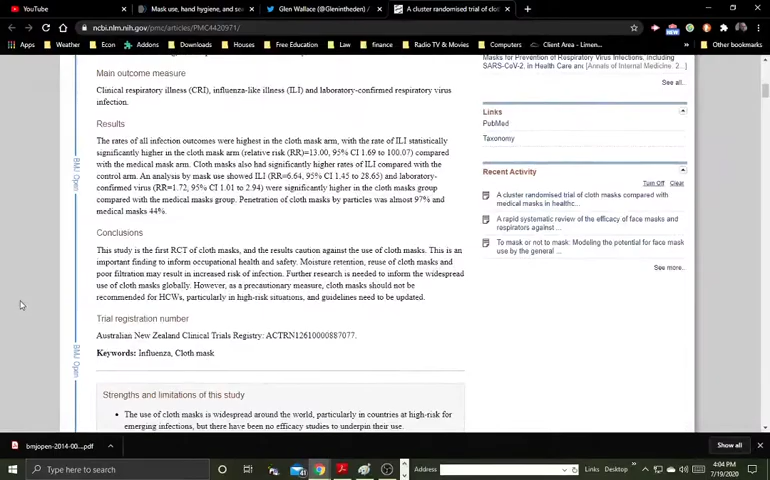 YouTube
Mask use, hand hygiene, and sea
Glen Wallace (@Glenintheden) /
A cluster randomised trial of clot
ncbi.nlm.nih.gov/pmc/articles/PMC4420971/
Apps Weather Eco Addons Downloads Houses Free Education finance Radio TV & Movies Computers Client Area - Limen... Other bookmarks
Masks for Prevention of Respiratory Virus Infections, including
SARS-CoV-2, in Health Care and [Annals of Internal Medicine. 2...]
See all...
Links
PubMed
Taxonomy
Recent Activity
Turn Off Clear
A cluster randomised trial of cloth masks compared with
medical masks in healthc...
A rapid systematic review of the efficacy of face masks and
respirators against ...
To mask or not to mask: Modeling the potential for face mask
use by the general ...
See more...
BMJ Open
Main outcome measure
Clinical respiratory illness (CRI), influenza-like illness (ILI) and laboratory-confirmed respiratory virus
infection.
Results
The rates of all infection outcomes were highest in the cloth mask arm, with the rate of ILI statistically
significantly higher in the cloth mask arm (relative risk (RR)=13.00, 95% CI 1.69 to 100.07) compared
with the medical mask arm. Cloth masks also had significantly higher rates of ILI compared with the
control arm. An analysis by mask use showed ILI (RR=6.64, 95% CI 1.45 to 28.65) and laboratory-
confirmed virus (RR=1.72, 95% CI 1.01 to 2.94) were significantly higher in the cloth masks group
compared with the medical masks group. Penetration of cloth masks by particles was almost 97% and
medical masks 44%.
Conclusions
This study is the first RCT of cloth masks, and the results caution against the use of cloth masks. This is an
important finding to inform occupational health and safety. Moisture retention, reuse of cloth masks and
poor filtration may result in increased risk of infection. Further research is needed to inform the widespread
use of cloth masks globally. However, as a precautionary measure, cloth masks should not be
recommended for HCWs, particularly in high-risk situations, and guidelines need to be updated.
Trial registration number
Australian New Zealand Clinical Trials Registry: ACTRN12610000887077.
Keywords: Influenza, Cloth mask
BMJ Open
Strengths and limitations of this study
The use of cloth masks is widespread around the world, particularly in countries at high-risk for
emerging infections, but there have been no efficacy studies to underpin their use.
bmjopen-2014-00....pdf
Show all
Type here to search
Address
Links Desktop
4:04 PM
7/19/2020